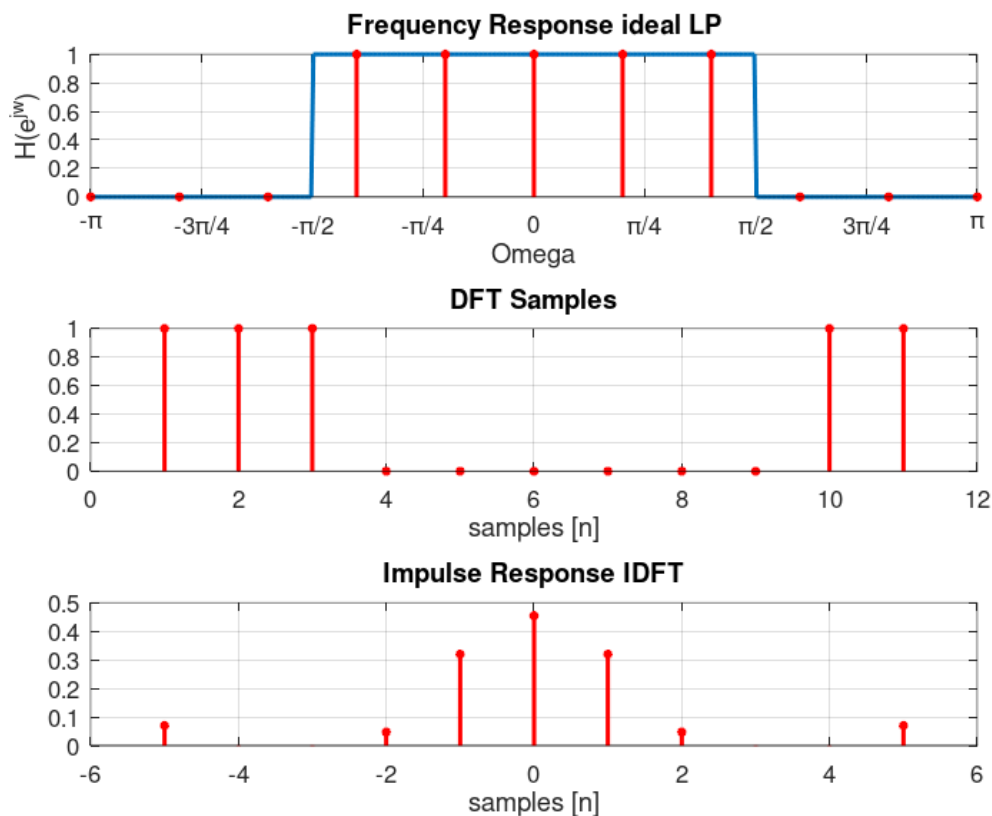 Frequency Response ideal LP
1
0.8
0.6
0.4
0.2
0
H(e^jw)
-π -3π/4 -π/2 -π/4 0 π/4 π/2 3π/4 π
Omega
DFT Samples
1
0.8
0.6
0.4
0.2
0
0 2 4 6 8 10 12
samples [n]
Impulse Response IDFT
0.5
0.4
0.3
0.2
0.1
0
-6 -4 -2 0 2 4 6
samples [n]